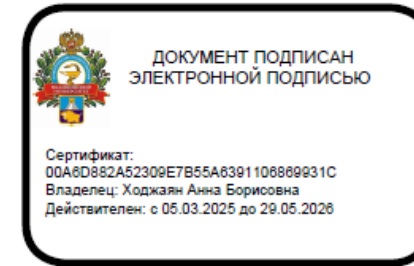 ДОКУМЕНТ ПОДПИСАН
ЭЛЕКТРОННОЙ ПОДПИСЬЮ
Сертификат:
00A6D882A52309E7B55A6391106869931C
Владелец: Ходжаян Анна Борисовна
Действителен: с 05.03.2025 до 29.05.2026